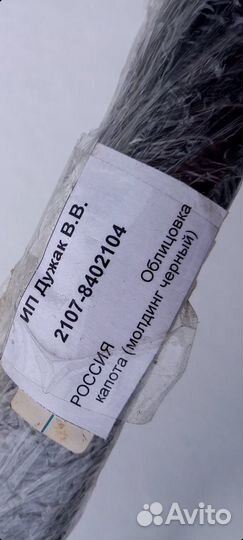 ИП Дужак В.В.
2107-8402104
РОССИЯ Облицовка
капота (молдинг черный)
Avito